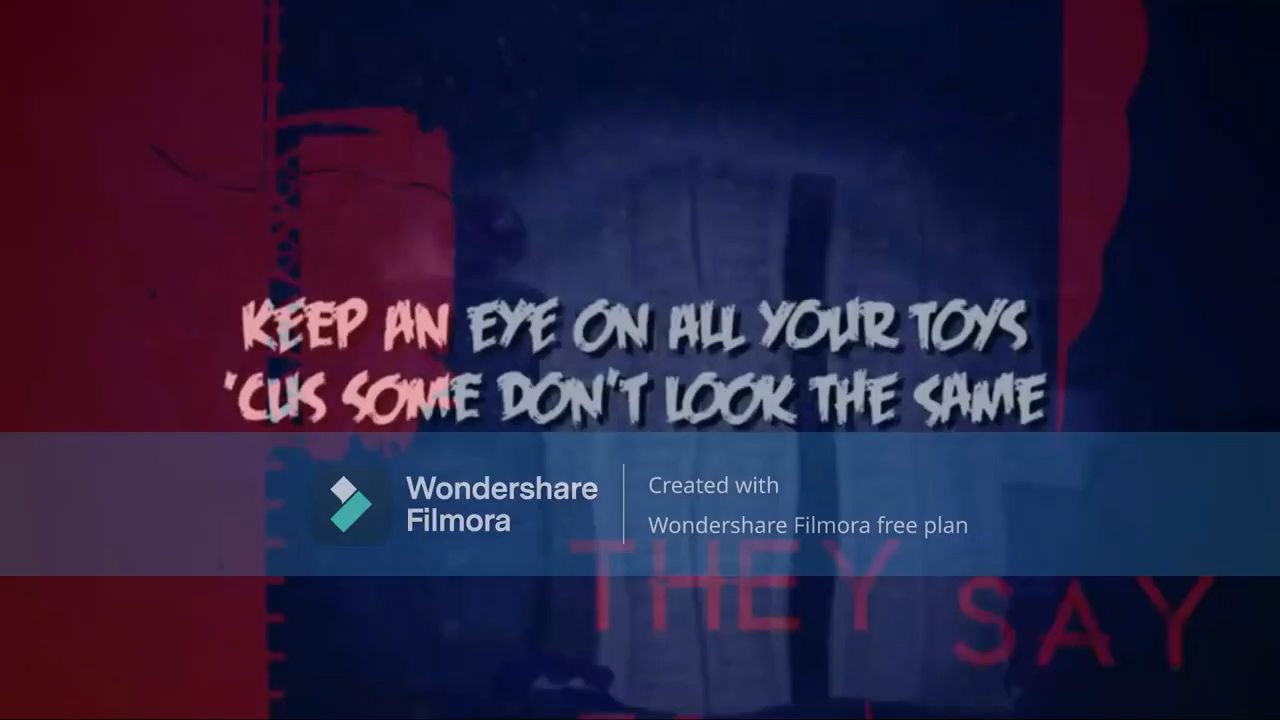 KEEP AN EYE ON ALL YOUR TOYS
'CUS SOME DON'T LOOK THE SAME
Wondershare
Filmora
Created with
Wondershare Filmora free plan
THEY SAY